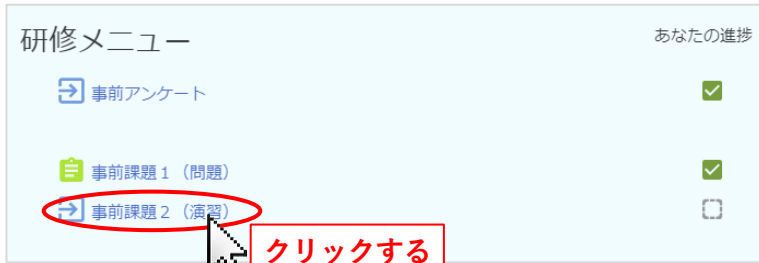 研修メニュー
あなたの進捗
事前アンケート
事前課題1（問題）
事前課題2（演習）
クリックする